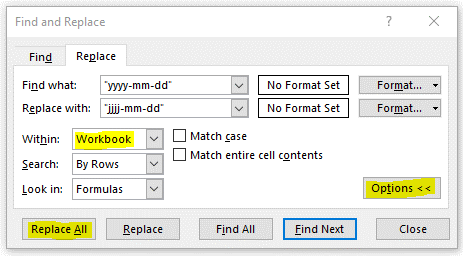 Find and Replace ? ×
Find Replace
Find what: "yyyy-mm-dd" No Format Set Format...
Replace with: "jjjj-mm-dd" No Format Set Format...
Within: Workbook Match case
Search: By Rows Match entire cell contents
Look in: Formulas Options <<
Replace All Replace Find All Find Next Close